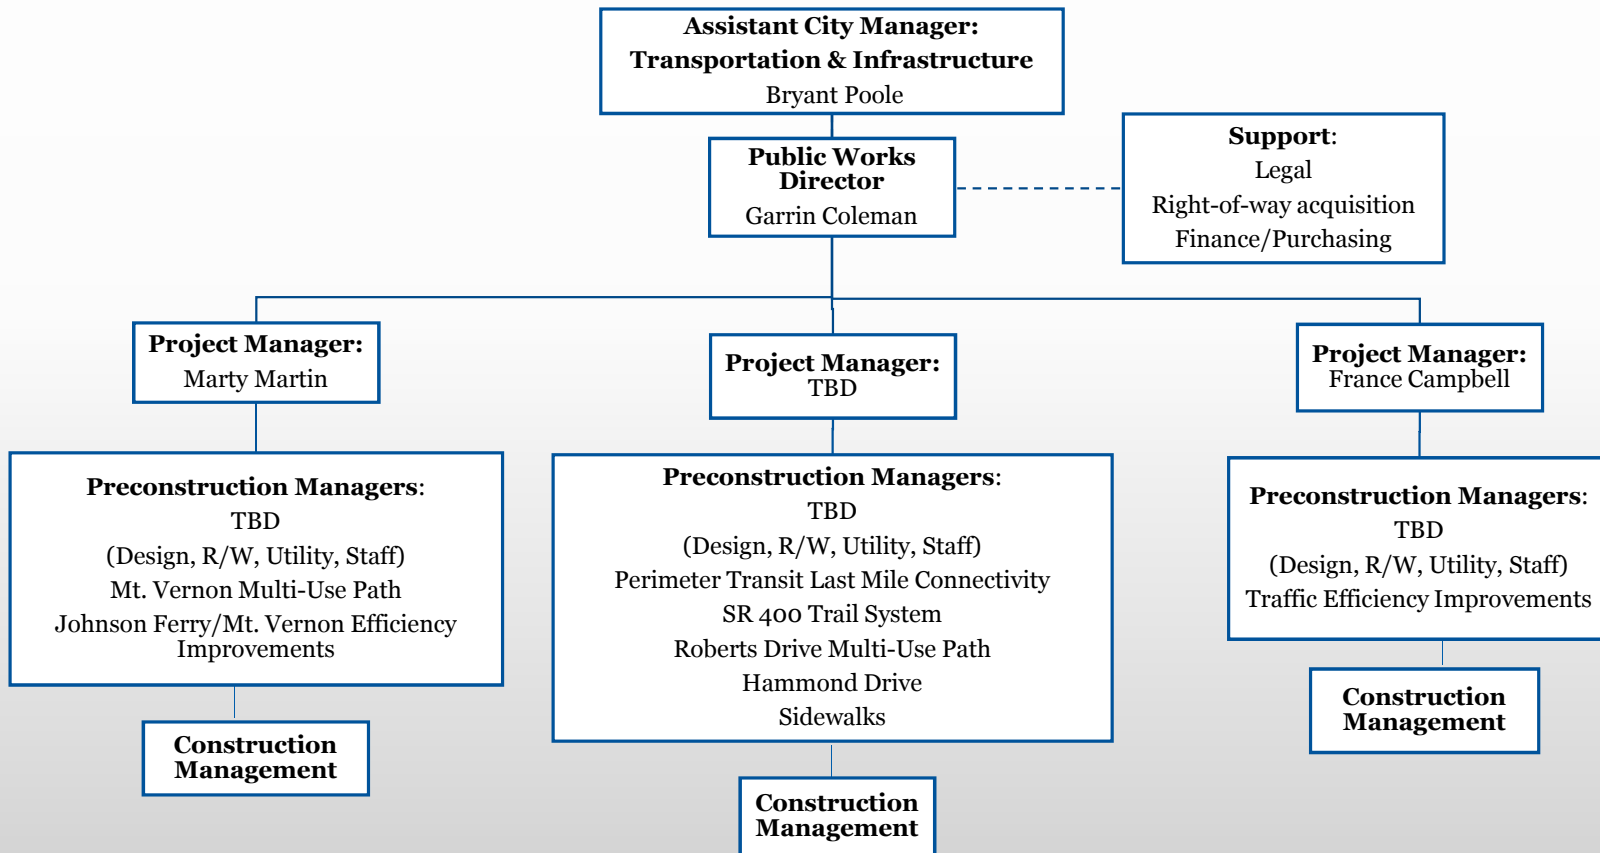 Assistant City Manager:
Transportation & Infrastructure
Bryant Poole
Public Works
Director
Garrin Coleman
Support:
Legal
Right-of-way acquisition
Finance/Purchasing
Project Manager:
Marty Martin
Project Manager:
TBD
Project Manager:
France Campbell
Preconstruction Managers:
TBD
(Design, R/W, Utility, Staff)
Mt. Vernon Multi-Use Path
Johnson Ferry/Mt. Vernon Efficiency
Improvements
Preconstruction Managers:
TBD
(Design, R/W, Utility, Staff)
Perimeter Transit Last Mile Connectivity
SR 400 Trail System
Roberts Drive Multi-Use Path
Hammond Drive
Sidewalks
Preconstruction Managers:
TBD
(Design, R/W, Utility, Staff)
Traffic Efficiency Improvements
Construction
Management
Construction
Management
Construction
Management